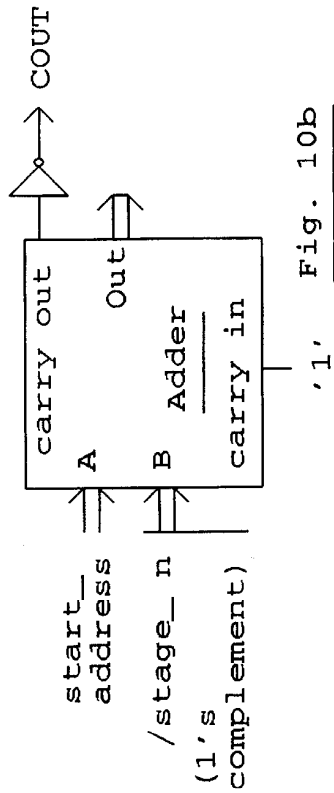 start_
address
/stage_ n
(1's
complement)
A
B
carry out
Out
Adder
carry in
COUT
'1'
Fig. 10b